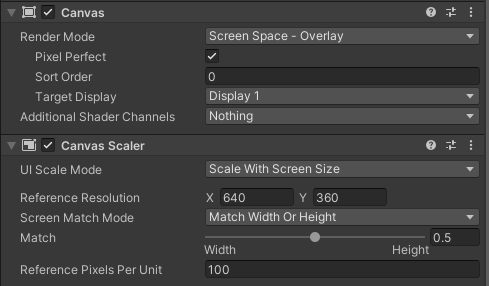 Canvas
Render Mode Screen Space - Overlay
Pixel Perfect
Sort Order 0
Target Display Display 1
Additional Shader Channels Nothing
Canvas Scaler
UI Scale Mode Scale With Screen Size
Reference Resolution X 640 Y 360
Screen Match Mode Match Width Or Height
Match 0.5
Width Height
Reference Pixels Per Unit 100